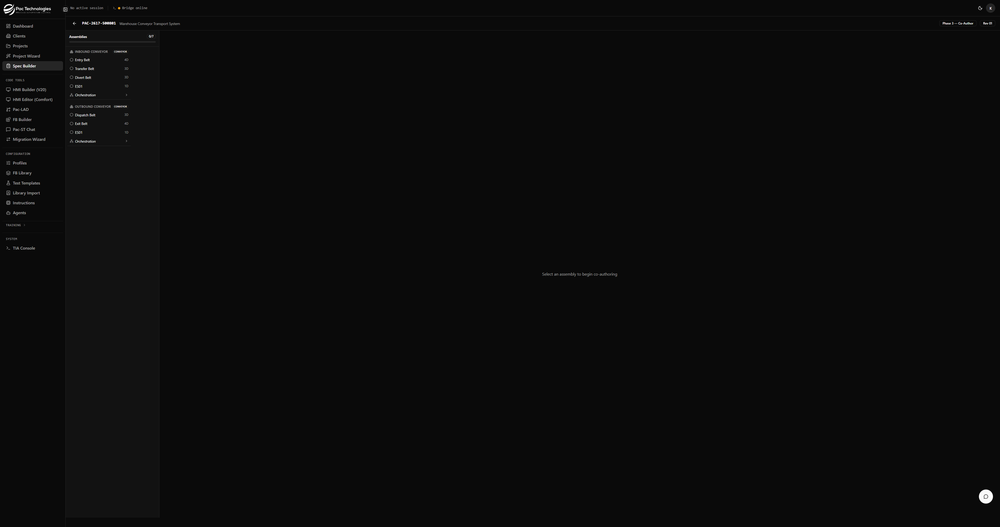 Pac Technologies
PROCESS AUTOMATION CONTROL
No active session
Bridge online
K
Dashboard
Clients
Projects
Project Wizard
Spec Builder
CODE TOOLS
HMI Builder (V20)
HMI Editor (Comfort)
Pac-LAD
FB Builder
Pac-ST Chat
Migration Wizard
CONFIGURATION
Profiles
FB Library
Test Templates
Library Import
Instructions
Agents
TRAINING
SYSTEM
TIA Console
PAC-2617-500801 Warehouse Conveyor Transport System
Phase 3 — Co-Author Rev 01
Assemblies 0/7
INBOUND CONVEYOR CONVEYOR
Entry Belt 4D
Transfer Belt 3D
Divert Belt 3D
ES01 1D
Orchestration
OUTBOUND CONVEYOR CONVEYOR
Dispatch Belt 3D
Exit Belt 4D
ES01 1D
Orchestration
Select an assembly to begin co-authoring